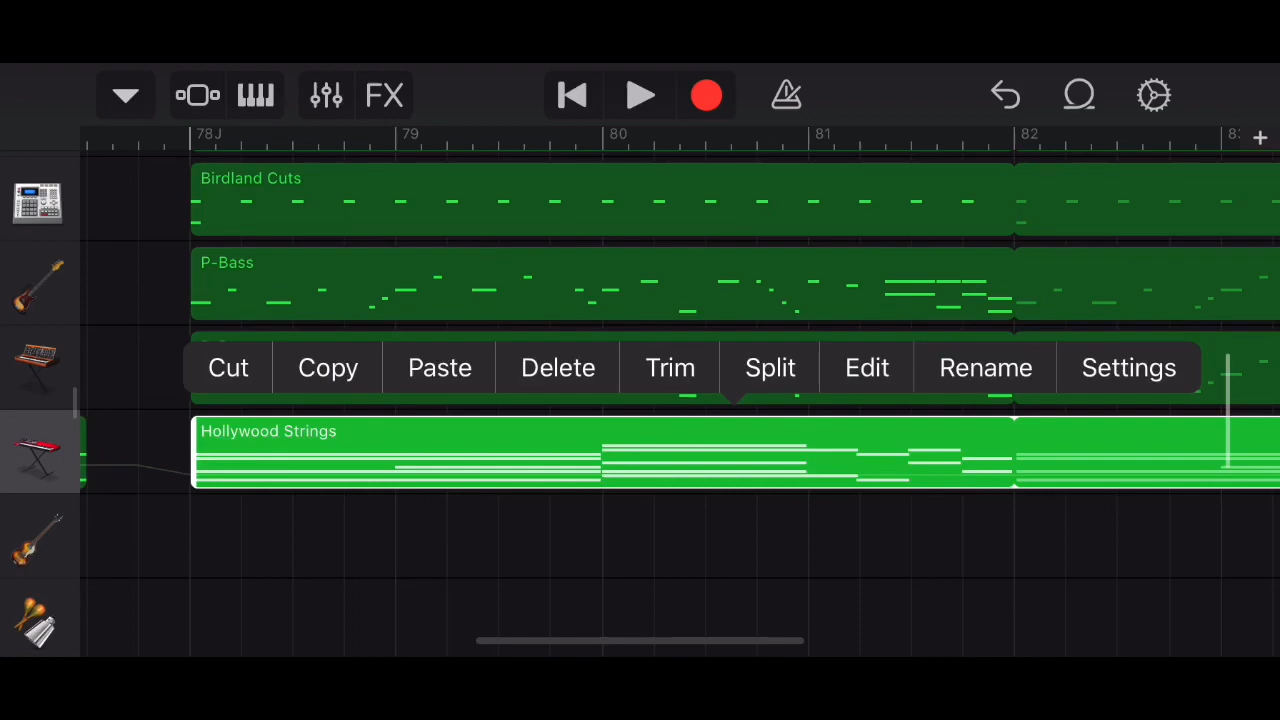 FX
78J 79 80 81 82
Birdland Cuts
P-Bass
Cut Copy Paste Delete Trim Split Edit Rename Settings
Hollywood Strings